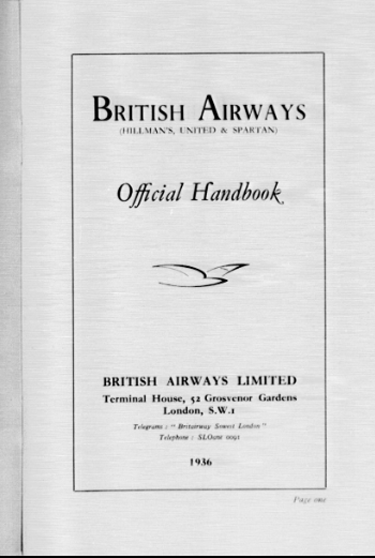 BRITISH AIRWAYS
(HILLMAN'S, UNITED & SPARTAN)
Official Handbook
BRITISH AIRWAYS LIMITED
Terminal House, 52 Grosvenor Gardens
London, S.W.1
Telegrams : " Britairway Sowest London "
Telephone : SLOane 0091
1936
Page one